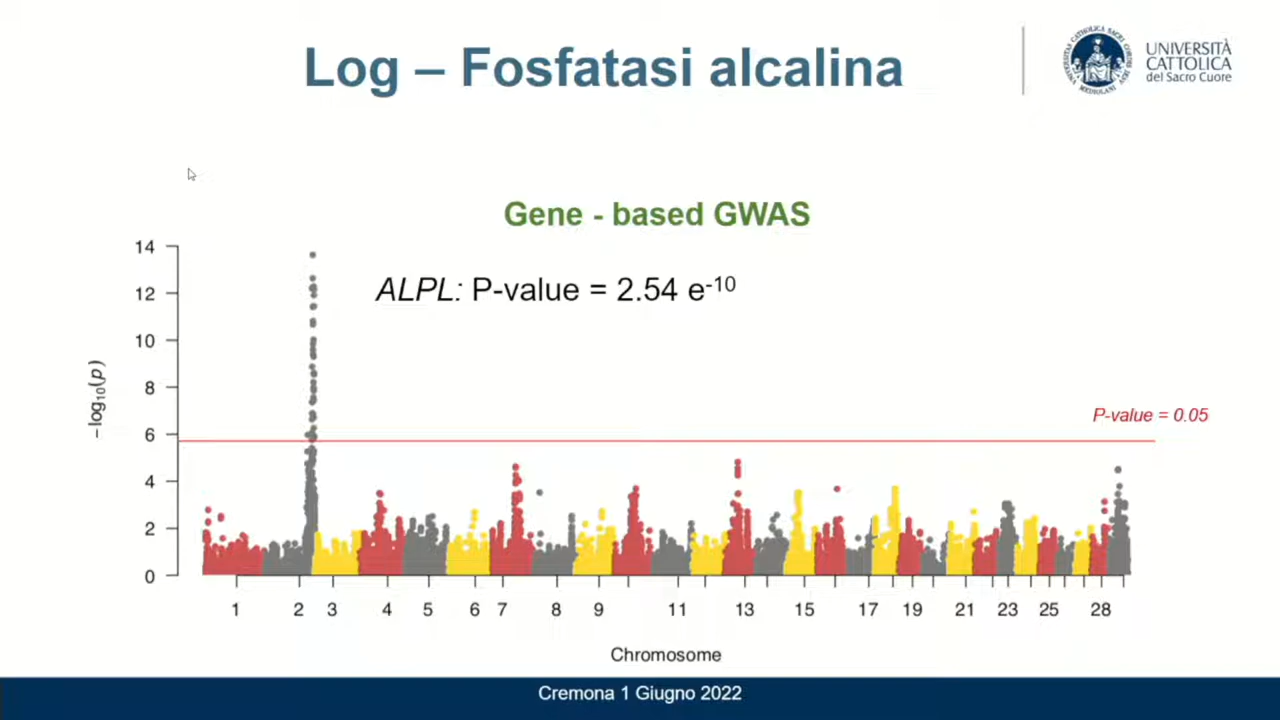 Log – Fosfatasi alcalina
UNIVERSITÀ
CATTOLICA
del Sacro Cuore
Gene - based GWAS
ALPL: P-value = 2.54 e-10
14
12
10
8
6
4
2
0
−log10(p)
P-value = 0.05
1 2 3 4 5 6 7 8 9 11 13 15 17 19 21 23 25 28
Chromosome
Cremona 1 Giugno 2022